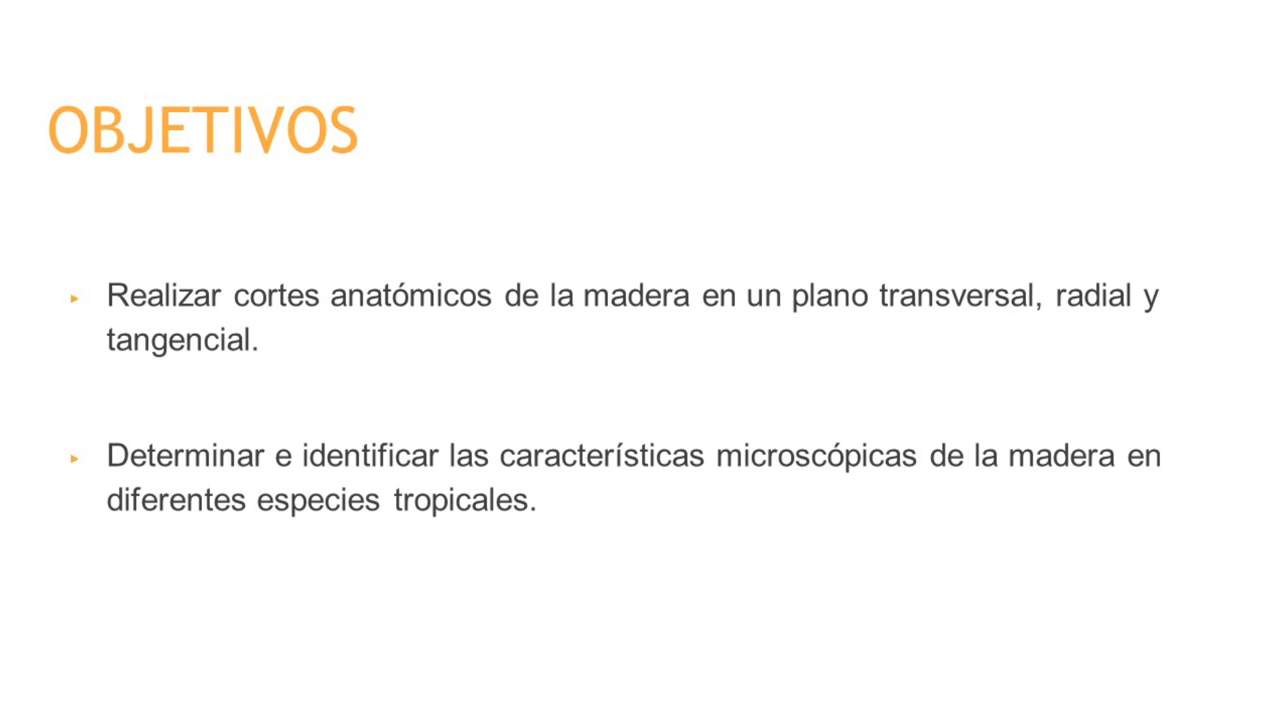 OBJETIVOS
▸ Realizar cortes anatómicos de la madera en un plano transversal, radial y
tangencial.
▸ Determinar e identificar las características microscópicas de la madera en
diferentes especies tropicales.